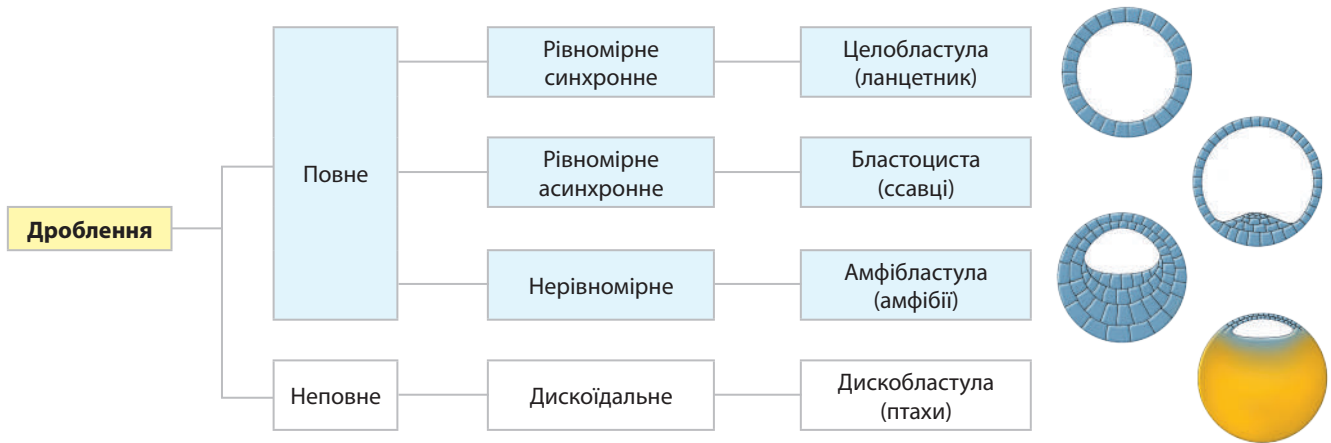 Дроблення
Повне
Рівномірне
синхронне
Целобластула
(ланцетник)
Рівномірне
асинхронне
Бластоциста
(ссавці)
Нерівномірне
Амфібластула
(амфібії)
Неповне
Дискоїдальне
Дискобластула
(птахи)